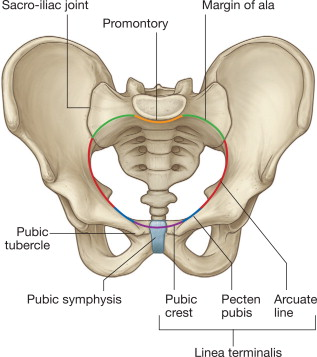 Sacro-iliac joint
Margin of ala
Promontory
Pubic
tubercle
Pubic symphysis
Pubic
crest
Pecten
pubis
Arcuate
line
Linea terminalis